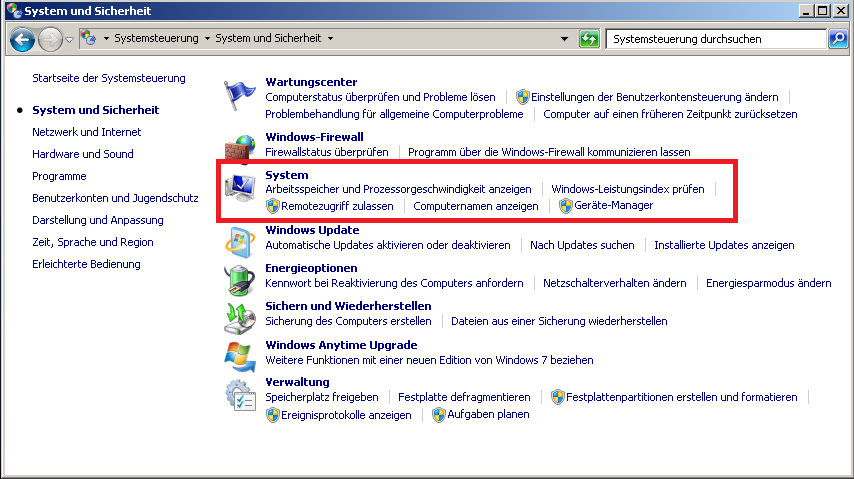 System und Sicherheit
Systemsteuerung System und Sicherheit
Systemsteuerung durchsuchen
Startseite der Systemsteuerung
System und Sicherheit
Netzwerk und Internet
Hardware und Sound
Programme
Benutzerkonten und Jugendschutz
Darstellung und Anpassung
Zeit, Sprache und Region
Erleichterte Bedienung
Wartungscenter
Computerstatus überprüfen und Probleme lösen Einstellungen der Benutzerkontensteuerung ändern
Problembehandlung für allgemeine Computerprobleme Computer auf einen früheren Zeitpunkt zurücksetzen
Windows-Firewall
Firewallstatus überprüfen Programm über die Windows-Firewall kommunizieren lassen
System
Arbeitsspeicher und Prozessorgeschwindigkeit anzeigen Windows-Leistungsindex prüfen
Remotezugriff zulassen Computernamen anzeigen Geräte-Manager
Windows Update
Automatische Updates aktivieren oder deaktivieren Nach Updates suchen Installierte Updates anzeigen
Energieoptionen
Kennwort bei Reaktivierung des Computers anfordern Netzschalterverhalten ändern Energiesparmodus ändern
Sichern und Wiederherstellen
Sicherung des Computers erstellen Dateien aus einer Sicherung wiederherstellen
Windows Anytime Upgrade
Weitere Funktionen mit einer neuen Edition von Windows 7 beziehen
Verwaltung
Speicherplatz freigeben Festplatte defragmentieren Festplattenpartitionen erstellen und formatieren
Ereignisprotokolle anzeigen Aufgaben planen